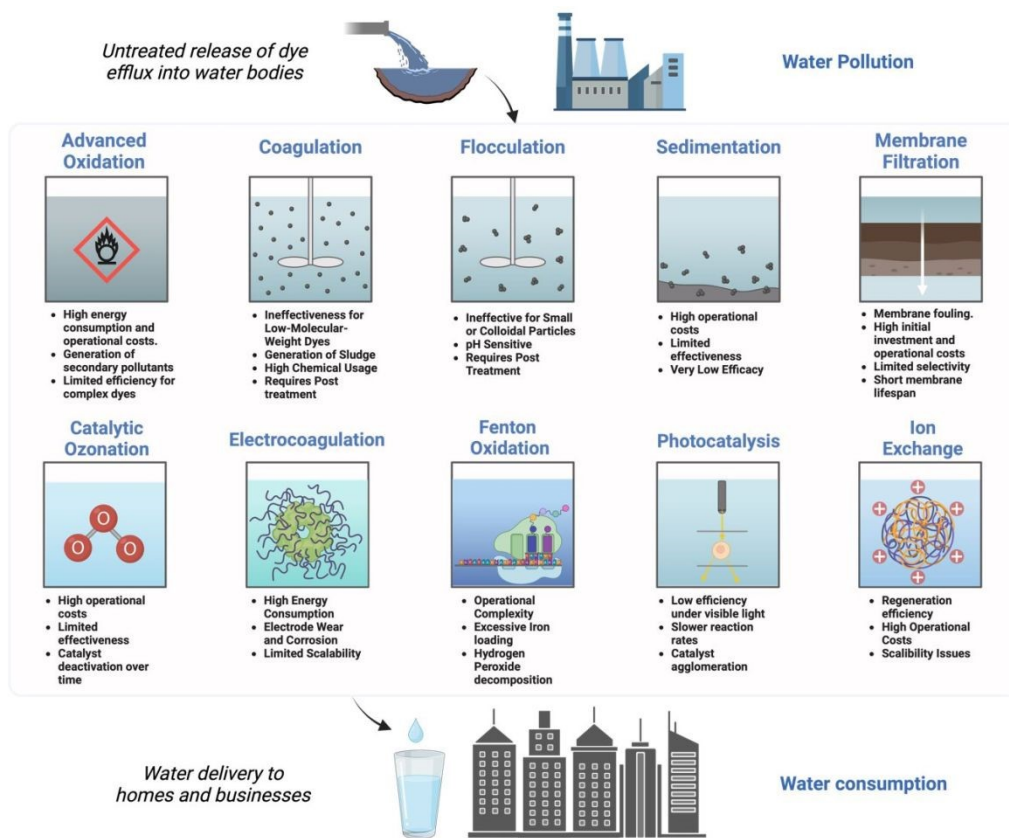 Untreated release of dye
efflux into water bodies
Water Pollution
Advanced
Oxidation
• High energy
consumption and
operational costs.
• Generation of
secondary pollutants
• Limited efficiency for
complex dyes
Coagulation
• Ineffectiveness for
Low-Molecular-
Weight Dyes
• Generation of Sludge
• High Chemical Usage
• Requires Post
treatment
Flocculation
• Ineffective for Small
or Colloidal Particles
• pH Sensitive
• Requires Post
Treatment
Sedimentation
• High operational
costs
• Limited
effectiveness
• Very Low Efficacy
Membrane
Filtration
• Membrane fouling.
• High initial
investment and
operational costs
• Limited selectivity
• Short membrane
lifespan
Catalytic
Ozonation
O
O
O
• High operational
costs
• Limited
effectiveness
• Catalyst
deactivation over
time
Electrocoagulation
• High Energy
Consumption
• Electrode Wear
and Corrosion
• Limited Scalability
Fenton
Oxidation
• Operational
Complexity
• Excessive Iron
loading
• Hydrogen
Peroxide
decomposition
Photocatalysis
• Low efficiency
under visible light
• Slower reaction
rates
• Catalyst
agglomeration
Ion
Exchange
• Regeneration
efficiency
• High Operational
Costs
• Scalibility Issues
Water delivery to
homes and businesses
Water consumption